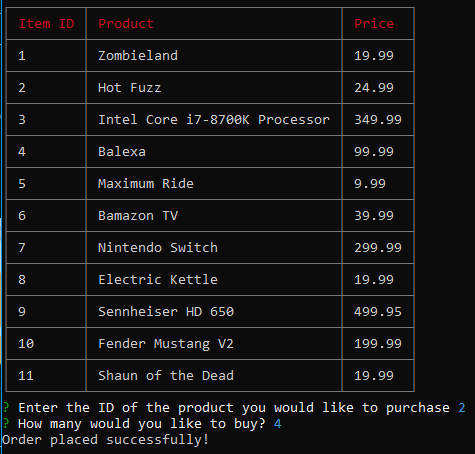 Item ID Product Price
1 Zombieland 19.99
2 Hot Fuzz 24.99
3 Intel Core i7-8700K Processor 349.99
4 Balexa 99.99
5 Maximum Ride 9.99
6 Bamazon TV 39.99
7 Nintendo Switch 299.99
8 Electric Kettle 19.99
9 Sennheiser HD 650 499.95
10 Fender Mustang V2 199.99
11 Shaun of the Dead 19.99
? Enter the ID of the product you would like to purchase 2
? How many would you like to buy? 4
Order placed successfully!